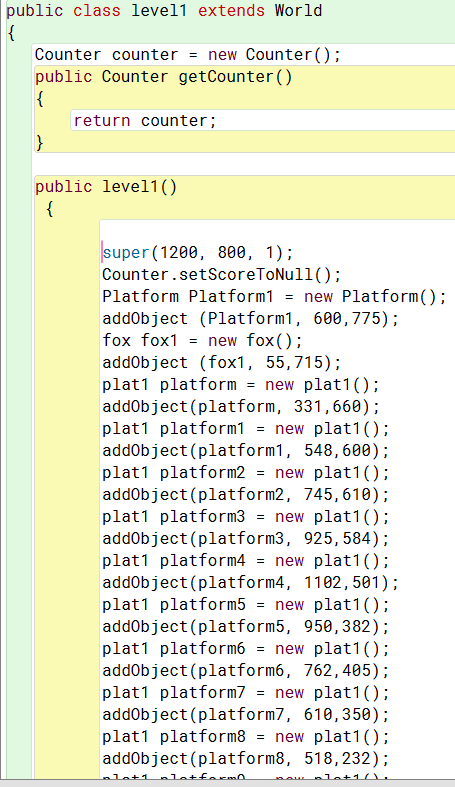 public class level1 extends World
{
Counter counter = new Counter();
public Counter getCounter()
{
return counter;
}
public level1()
{
super(1200, 800, 1);
Counter.setScoreToNull();
Platform Platform1 = new Platform();
addObject (Platform1, 600,775);
fox fox1 = new fox();
addObject (fox1, 55,715);
plat1 platform = new plat1();
addObject(platform, 331,660);
plat1 platform1 = new plat1();
addObject(platform1, 548,600);
plat1 platform2 = new plat1();
addObject(platform2, 745,610);
plat1 platform3 = new plat1();
addObject(platform3, 925,584);
plat1 platform4 = new plat1();
addObject(platform4, 1102,501);
plat1 platform5 = new plat1();
addObject(platform5, 950,382);
plat1 platform6 = new plat1();
addObject(platform6, 762,405);
plat1 platform7 = new plat1();
addObject(platform7, 610,350);
plat1 platform8 = new plat1();
addObject(platform8, 518,232);
plat1 platform9 = new plat1();